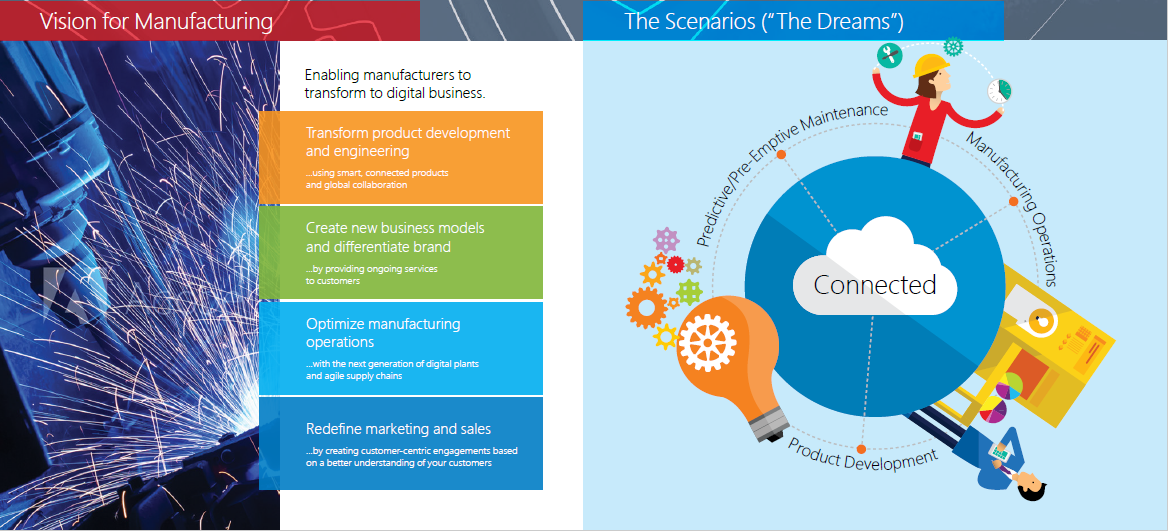 Vision for Manufacturing
Enabling manufacturers to
transform to digital business.
Transform product development
and engineering
...using smart, connected products
and global collaboration
Create new business models
and differentiate brand
...by providing ongoing services
to customers
Optimize manufacturing
operations
...with the next generation of digital plants
and agile supply chains
Redefine marketing and sales
...by creating customer-centric engagements based
on a better understanding of your customers
The Scenarios (“The Dreams”)
Predictive/Pre-Emptive Maintenance
Manufacturing Operations
Connected
Product Development